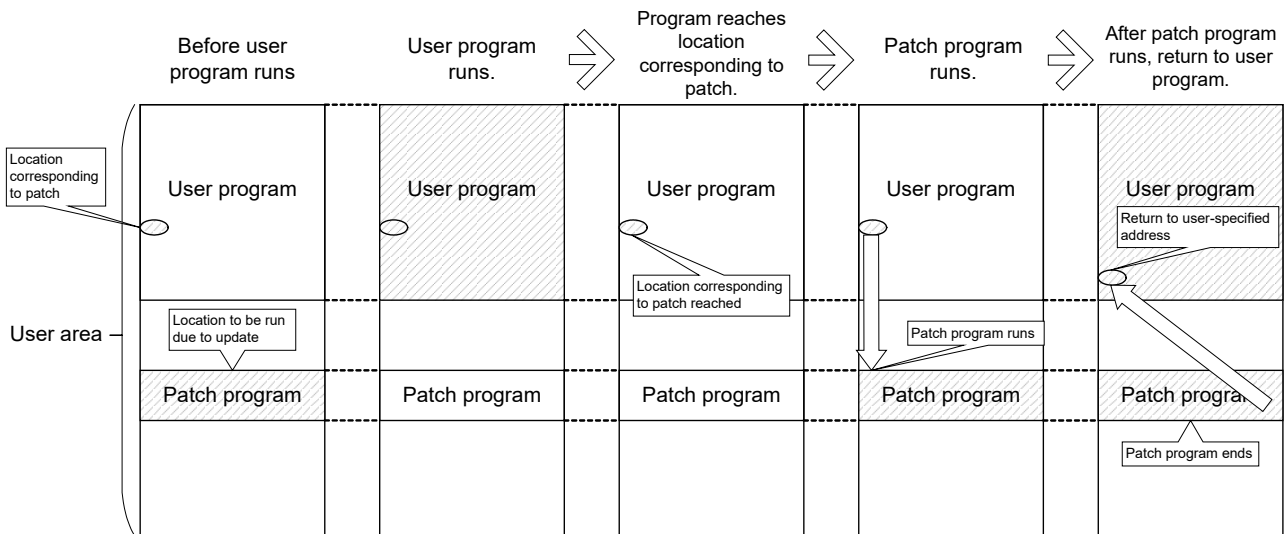 Before user
program runs
User program
runs.
Program reaches
location
corresponding to
patch.
Patch program
runs.
After patch program
runs, return to user
program.
Location
corresponding
to patch
User program
User program
User program
User program
User program
Return to user-specified
address
Location corresponding
to patch reached
User area
Location to be run
due to update
Patch program runs
Patch program
Patch program
Patch program
Patch program
Patch program
Patch program ends